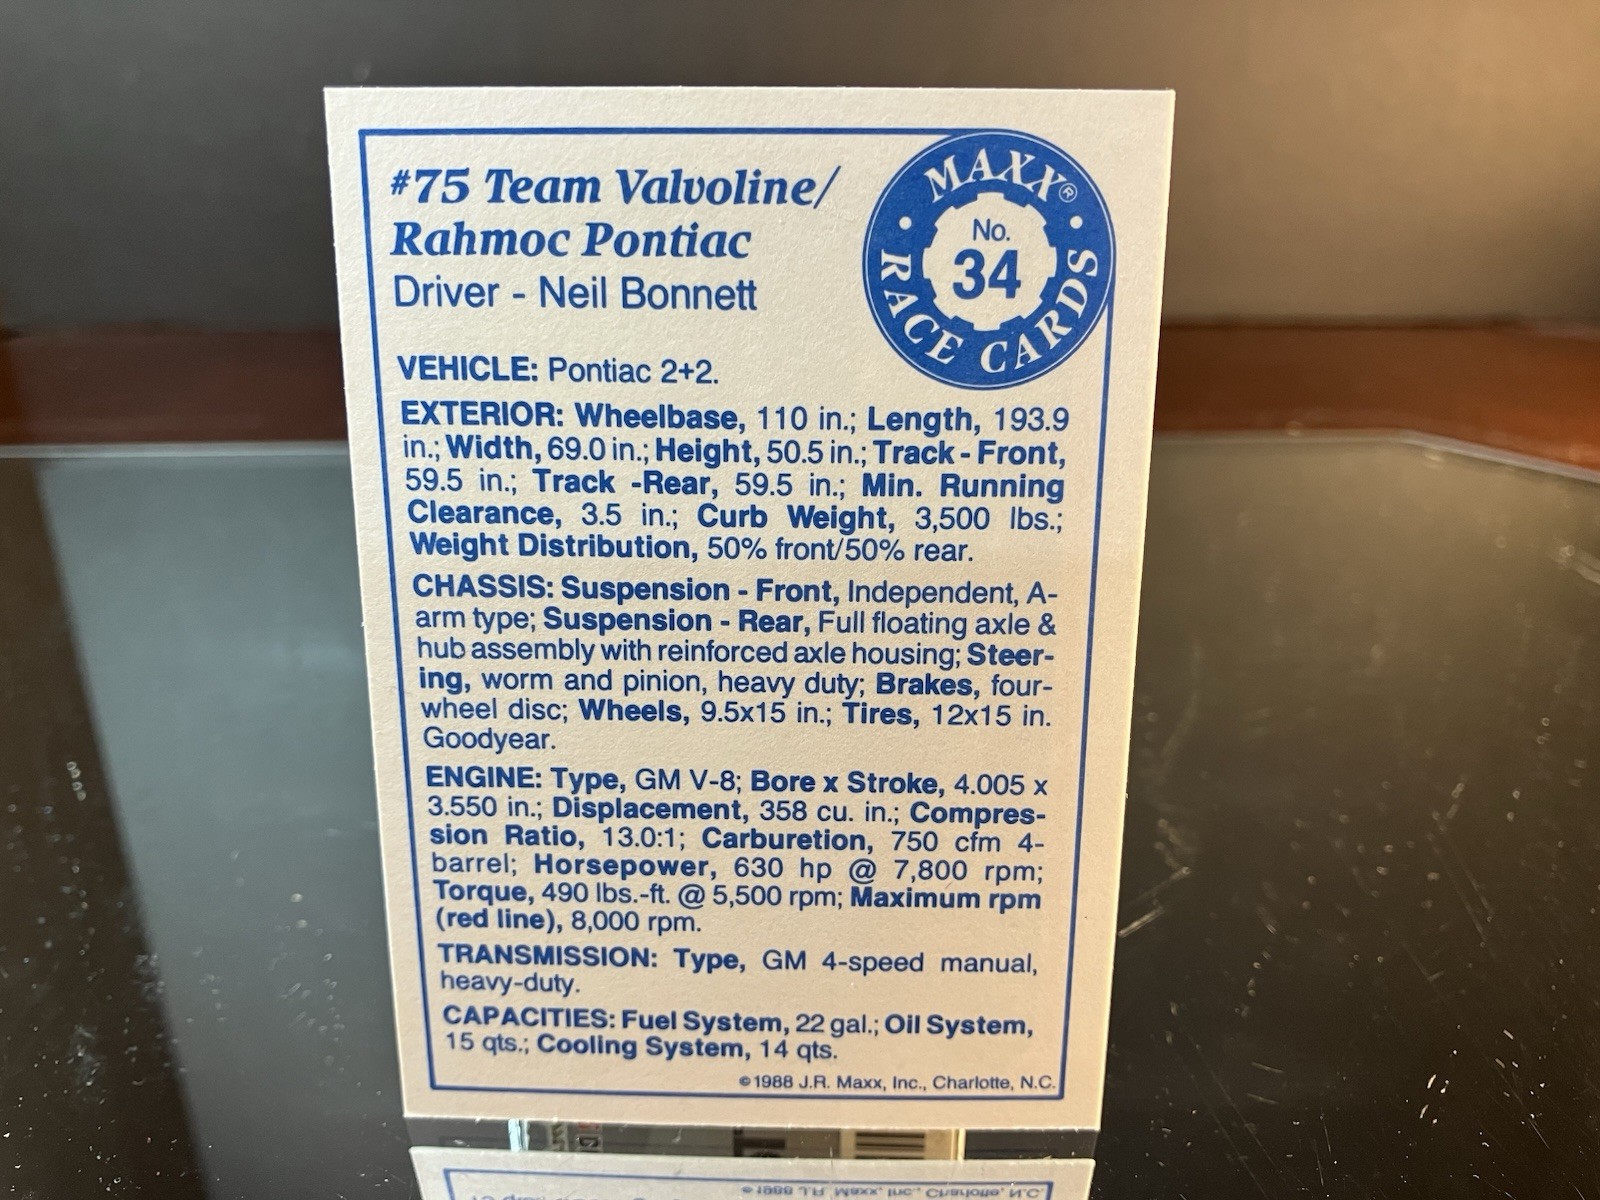 #75 Team Valvoline/
Rahmoc Pontiac
Driver - Neil Bonnett
MAXX®
No.
34
RACE CARDS
VEHICLE: Pontiac 2+2.
EXTERIOR: Wheelbase, 110 in.; Length, 193.9
in.; Width, 69.0 in.; Height, 50.5 in.; Track - Front,
59.5 in.; Track -Rear, 59.5 in.; Min. Running
Clearance, 3.5 in.; Curb Weight, 3,500 lbs.;
Weight Distribution, 50% front/50% rear.
CHASSIS: Suspension - Front, Independent, A-
arm type; Suspension - Rear, Full floating axle &
hub assembly with reinforced axle housing; Steer-
ing, worm and pinion, heavy duty; Brakes, four-
wheel disc; Wheels, 9.5x15 in.; Tires, 12x15 in.
Goodyear.
ENGINE: Type, GM V-8; Bore x Stroke, 4.005 x
3.550 in.; Displacement, 358 cu. in.; Compres-
sion Ratio, 13.0:1; Carburetion, 750 cfm 4-
barrel; Horsepower, 630 hp @ 7,800 rpm;
Torque, 490 lbs.-ft. @ 5,500 rpm; Maximum rpm
(red line), 8,000 rpm.
TRANSMISSION: Type, GM 4-speed manual,
heavy-duty.
CAPACITIES: Fuel System, 22 gal.; Oil System,
15 qts.; Cooling System, 14 qts.
©1988 J.R. Maxx, Inc., Charlotte, N.C.